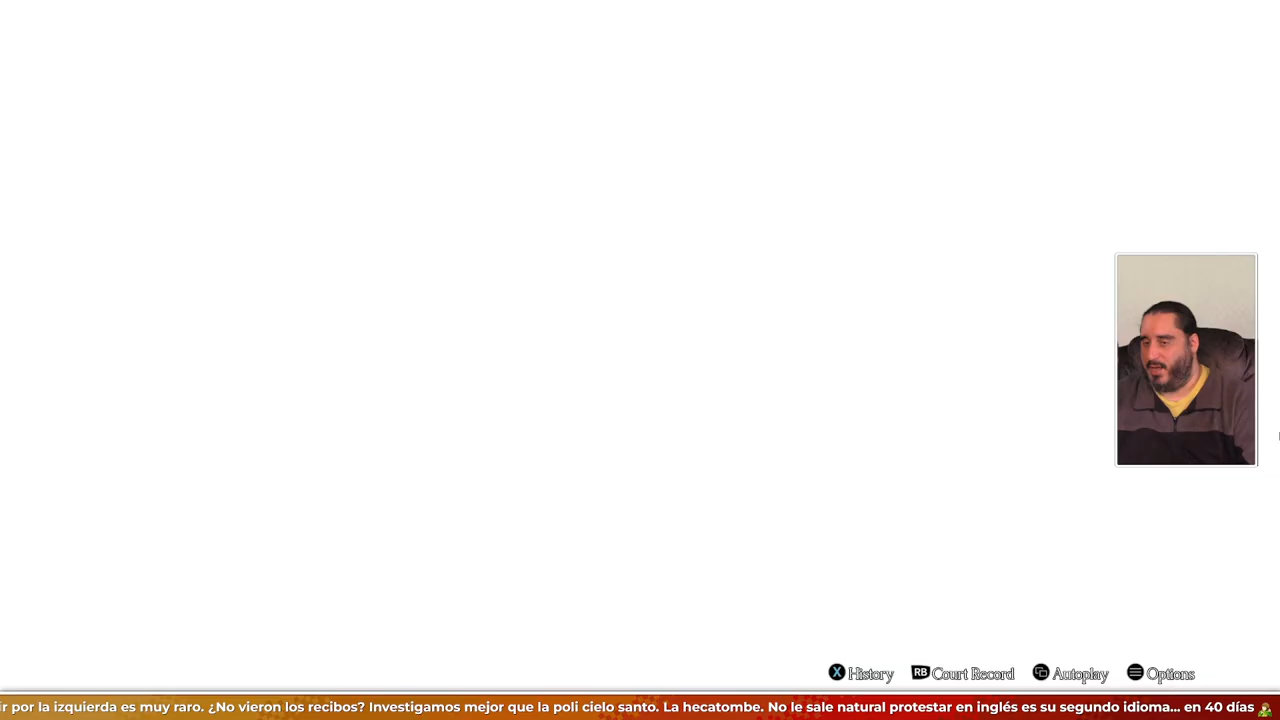 X History RB Court Record Autoplay Options
ir por la izquierda es muy raro. ¿No vieron los recibos? Investigamos mejor que la poli cielo santo. La hecatombe. No le sale natural protestar en inglés es su segundo idioma... en 40 días